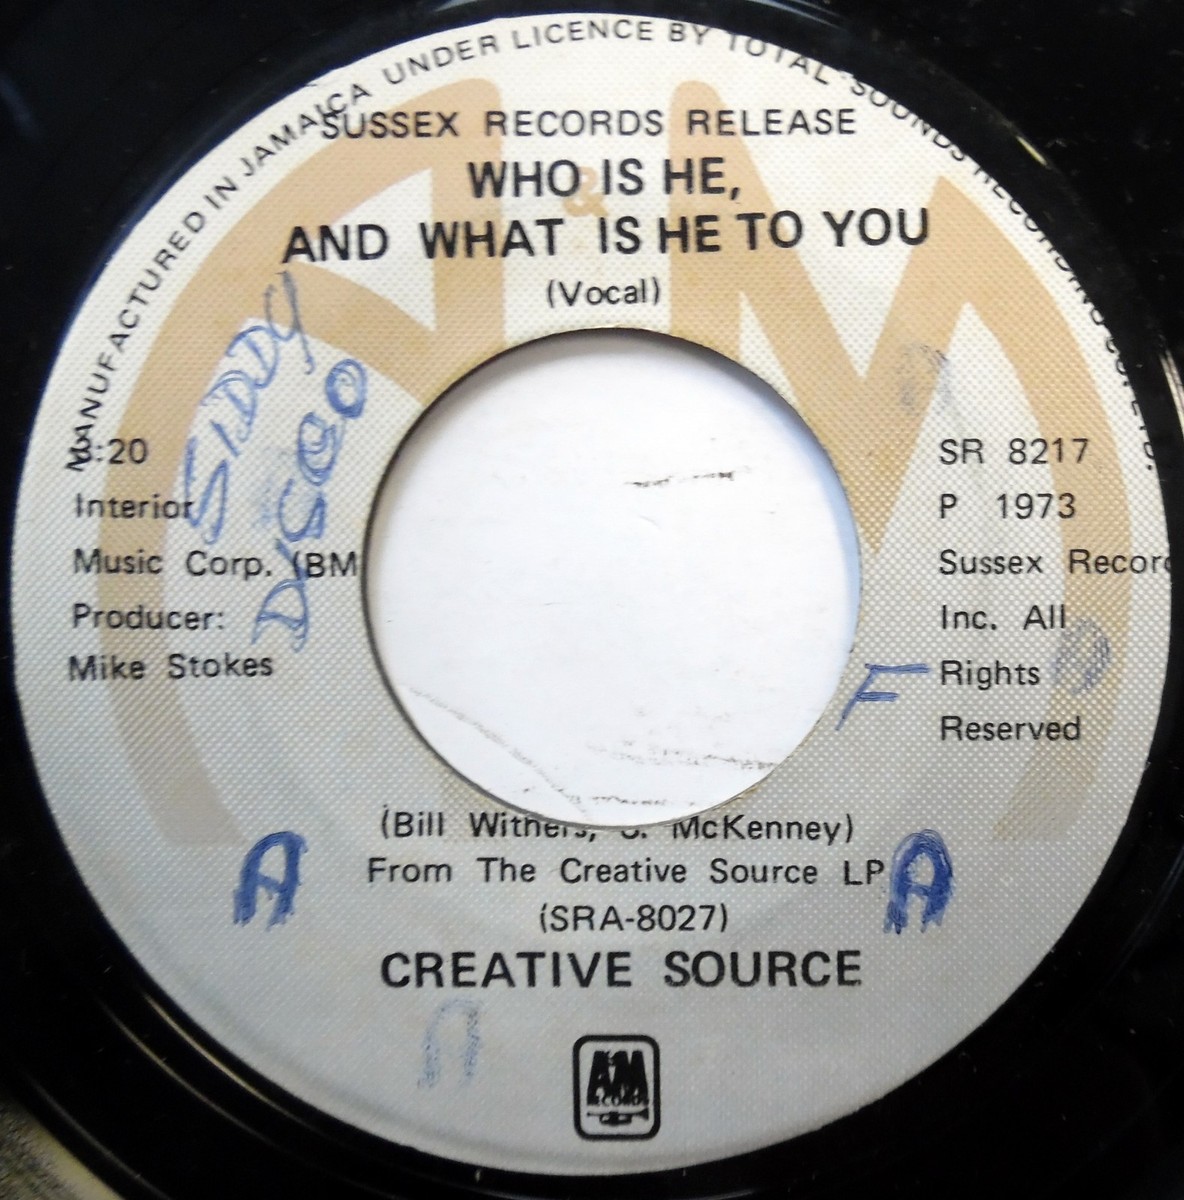 MANUFACTURED IN JAMAICA UNDER LICENCE BY TOTAL SOUNDS RECORDING CO. LTD.
SUSSEX RECORDS RELEASE
WHO IS HE,
AND WHAT IS HE TO YOU
(Vocal)
SIDDY
DISCO
:20
Interior
Music Corp. (BM
Producer:
Mike Stokes
SR 8217
P 1973
Sussex Record
Inc. All
Rights
Reserved
F
(Bill Withers, S. McKenney)
From The Creative Source LP
(SRA-8027)
A
A
CREATIVE SOURCE
A&M
RECORDS